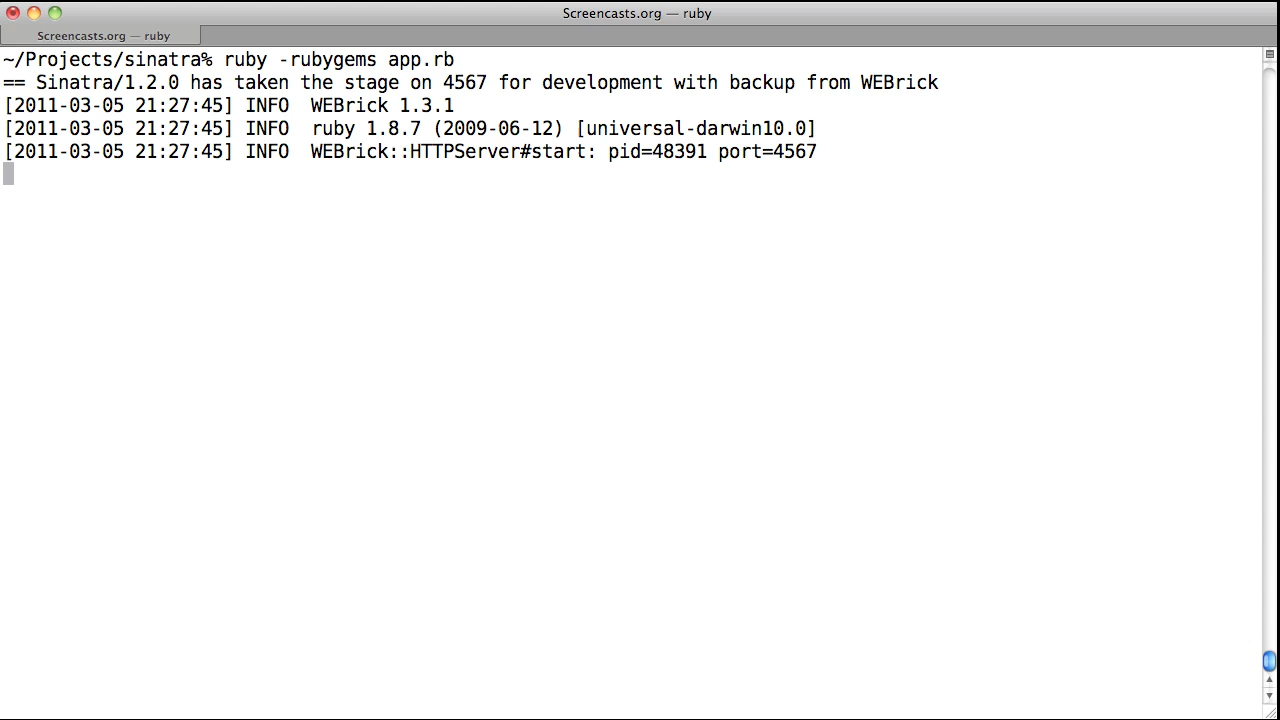 Screencasts.org — ruby
Screencasts.org — ruby
~/Projects/sinatra% ruby -rubygems app.rb
== Sinatra/1.2.0 has taken the stage on 4567 for development with backup from WEBrick
[2011-03-05 21:27:45] INFO  WEBrick 1.3.1
[2011-03-05 21:27:45] INFO  ruby 1.8.7 (2009-06-12) [universal-darwin10.0]
[2011-03-05 21:27:45] INFO  WEBrick::HTTPServer#start: pid=48391 port=4567